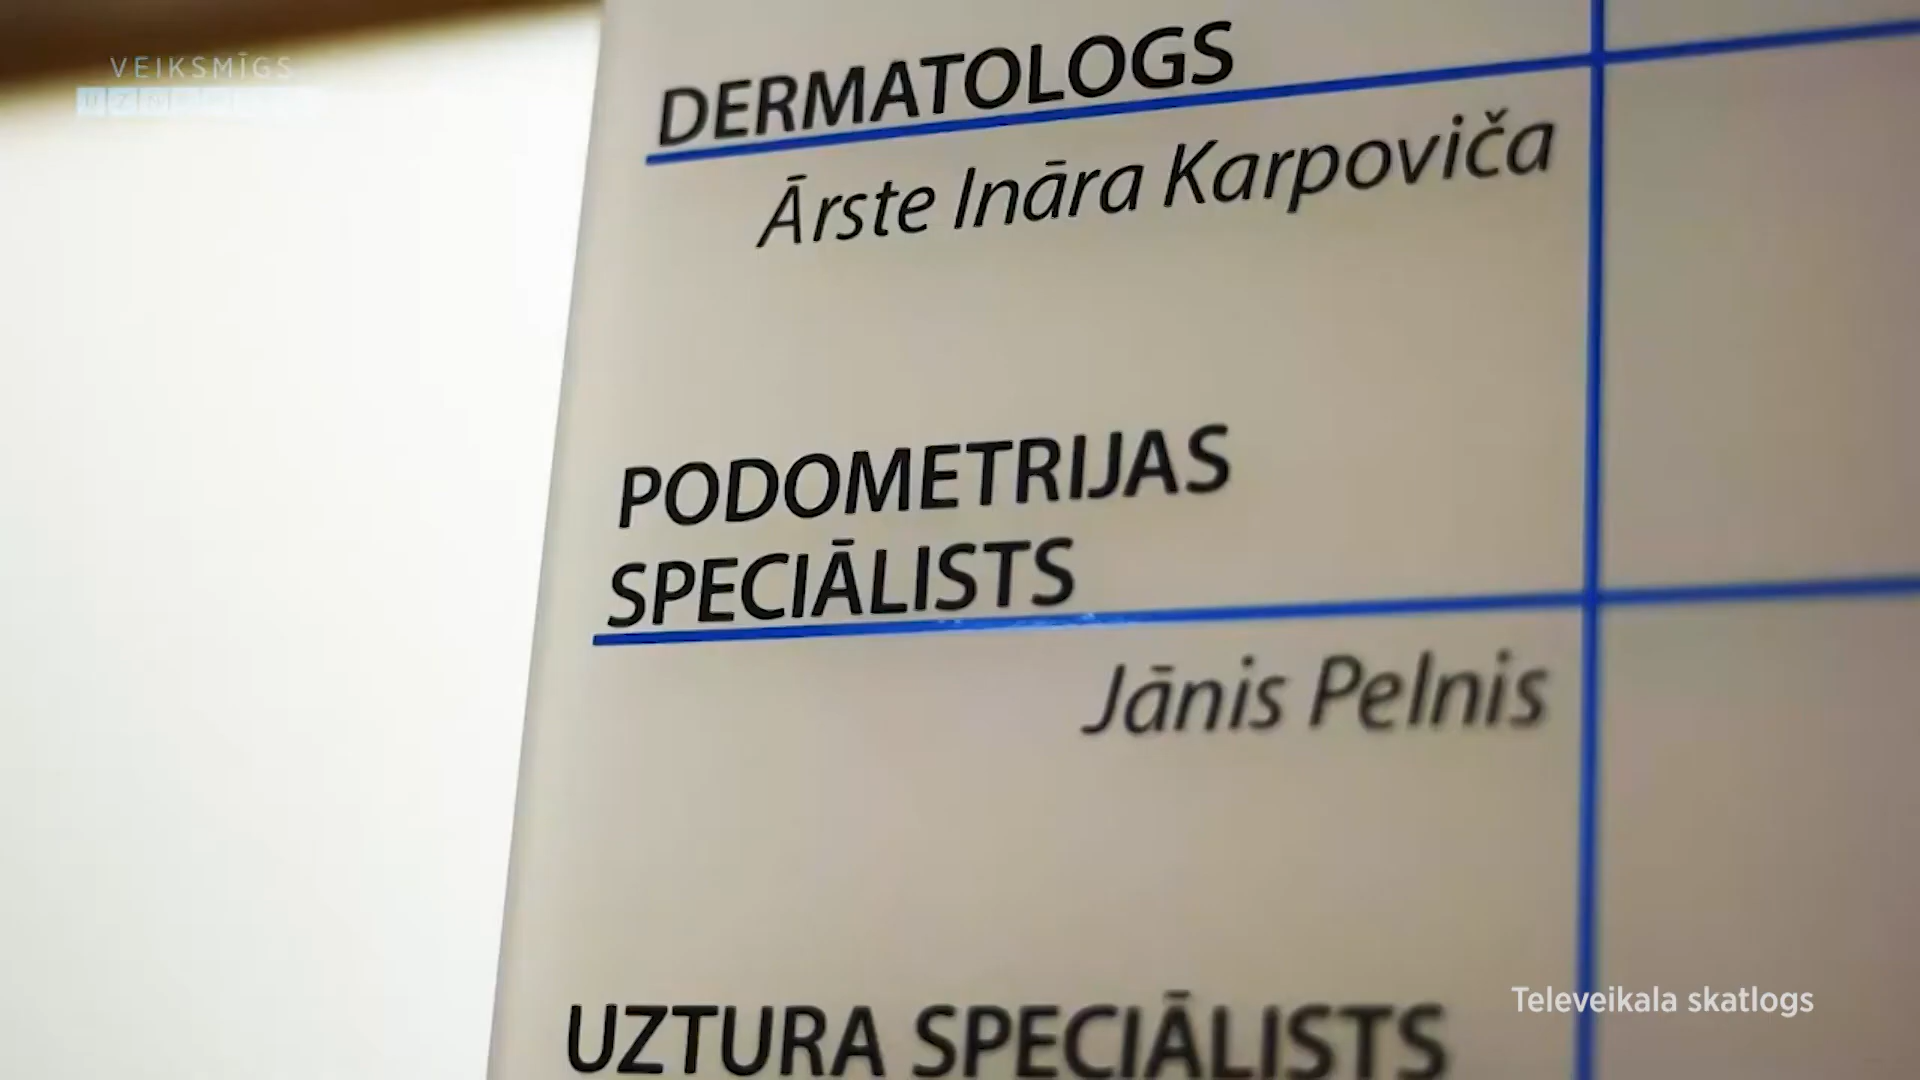 VEIKSMĪGS
DERMATOLOGS
Ārste Ināra Karpoviča
PODOMETRIJAS
SPECIĀLISTS
Jānis Pelnis
UZTURA SPECIĀLISTS
Televeikala skatlogs